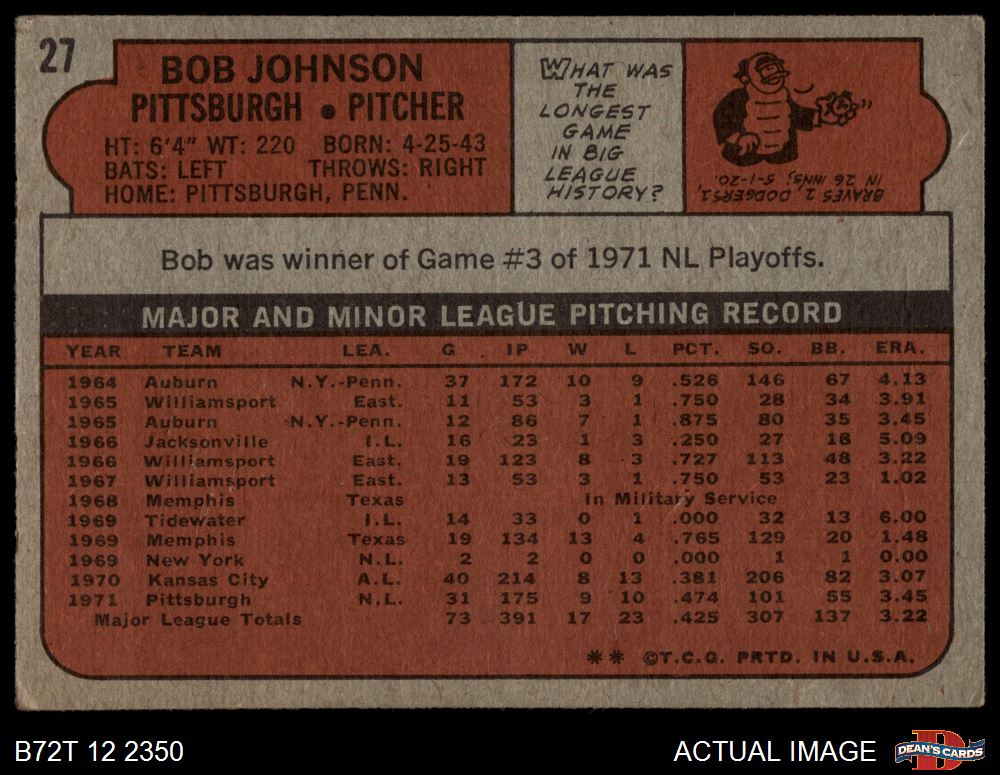 27
BOB JOHNSON
PITTSBURGH • PITCHER
HT: 6'4" WT: 220 BORN: 4-25-43
BATS: LEFT THROWS: RIGHT
HOME: PITTSBURGH, PENN.
WHAT WAS
THE
LONGEST
GAME
IN BIG
LEAGUE
HISTORY?
BRAVES 2, DODGERS 2,
IN 26 INNS, 5-1-20.
Bob was winner of Game #3 of 1971 NL Playoffs.
MAJOR AND MINOR LEAGUE PITCHING RECORD
YEAR TEAM LEA. G IP W L PCT. SO. BB. ERA.
1964 Auburn N.Y.-Penn. 37 172 10 9 .526 146 67 4.13
1965 Williamsport East. 11 53 3 1 .750 28 34 3.91
1965 Auburn N.Y.-Penn. 12 86 7 1 .875 80 35 3.45
1966 Jacksonville I.L. 16 23 1 3 .250 27 18 5.09
1966 Williamsport East. 19 123 8 3 .727 113 48 3.22
1967 Williamsport East. 13 53 3 1 .750 53 23 1.02
1968 Memphis Texas In Military Service
1969 Tidewater I.L. 14 33 0 1 .000 32 13 6.00
1969 Memphis Texas 19 134 13 4 .765 129 20 1.48
1969 New York N.L. 2 2 0 0 .000 1 1 0.00
1970 Kansas City A.L. 40 214 8 13 .381 206 82 3.07
1971 Pittsburgh N.L. 31 175 9 10 .474 101 55 3.45
Major League Totals 73 391 17 23 .425 307 137 3.22
** ©T.C.G. PRTD. IN U.S.A.
B72T 12 2350
ACTUAL IMAGE
DEAN'S CARDS